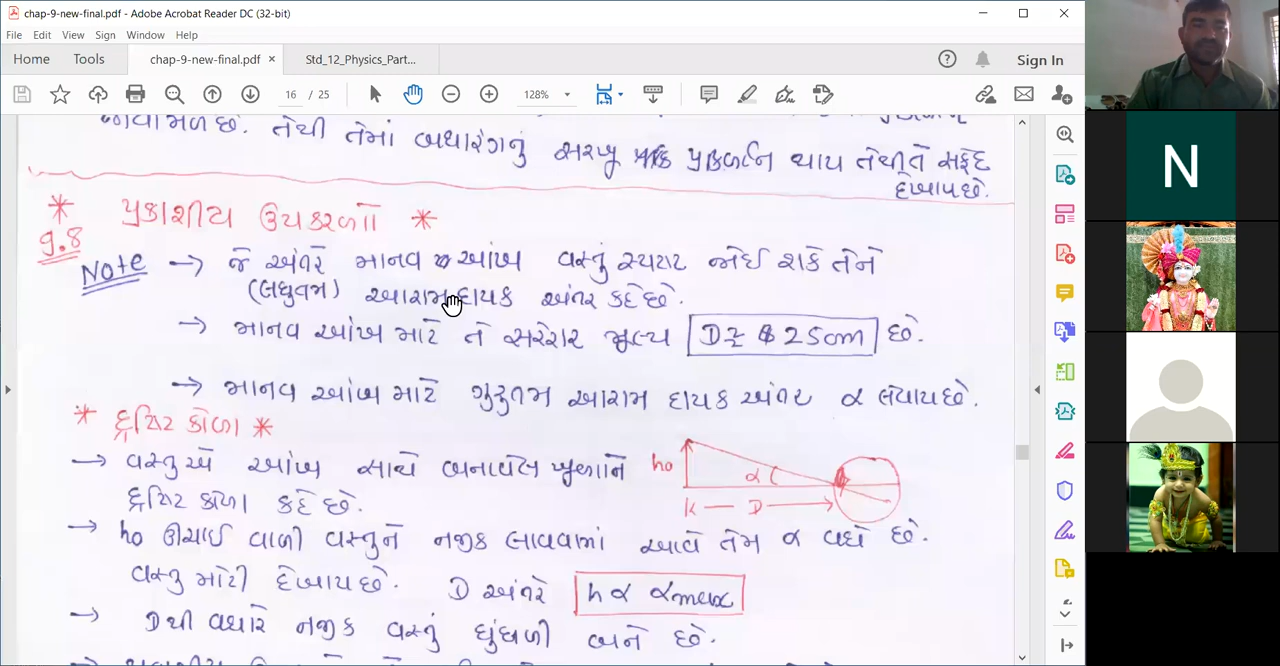 chap-9-new-final.pdf - Adobe Acrobat Reader DC (32-bit)
File Edit View Sign Window Help
Home Tools chap-9-new-final.pdf × Std_12_Physics_Part... Sign In
16 / 25 128%
જોવા મળે છે. તેથી તેમાં બધા રંગનું સરખુ પ્રકિર્ણન થાય તેથી તે સફેદ
દેખાય છે.
* પ્રકાશીય ઉપકરણો *
9.8
Note → જે અંતરે માનવ આંખ વસ્તું સ્પષ્ટ જોઈ શકે તેને
(લઘુત્તમ) આરામદાયક અંતર કહે છે.
→ માનવ આંખ માટે તે સરેરાશ મૂલ્ય D = 25cm છે.
→ માનવ આંખ માટે ગુરુત્તમ આરામ દાયક અંતર ∝ લેવાય છે.
* દ્રષ્ટિ કોણ *
→ વસ્તુએ આંખ સાથે બનાવેલ ખૂણાને
દ્રષ્ટિ કોણ કહે છે.
ho α
D
→ ho ઊંચાઈ વાળી વસ્તુને નજીક લાવવામાં આવે તેમ α વધે છે.
વસ્તુ મોટી દેખાય છે. D અંતરે h α αmax
→ D થી વધારે નજીક વસ્તું ધુંધળી બને છે.
N